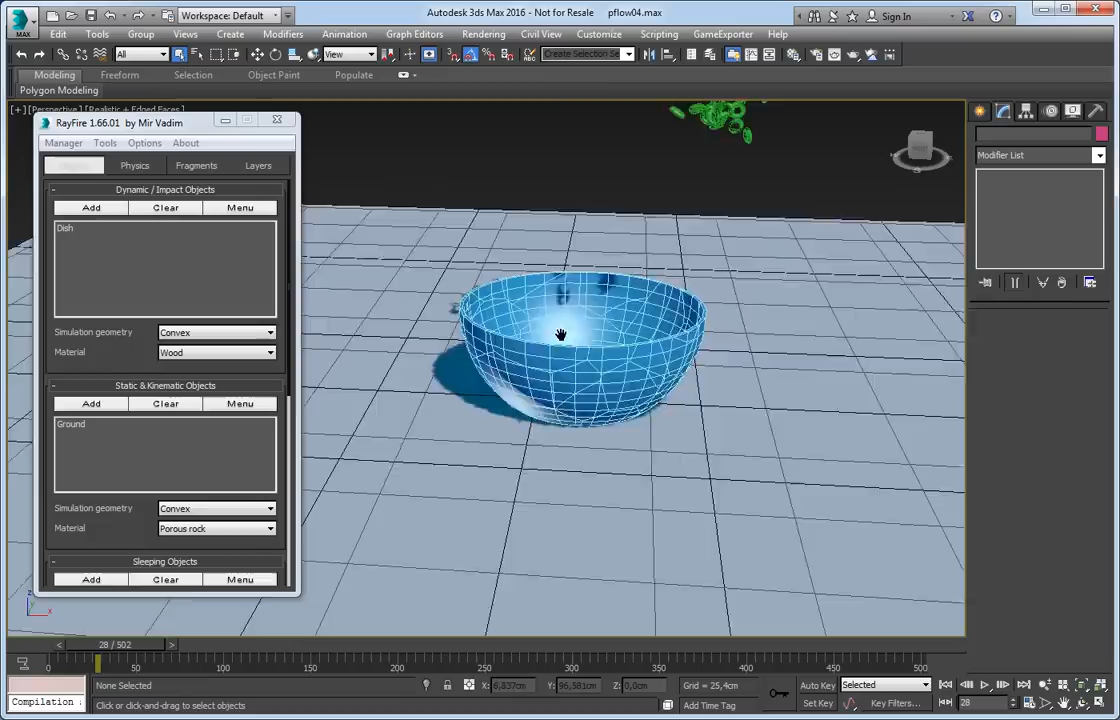 Autodesk 3ds Max 2016 - Not for Resale pflow04.max
Workspace: Default
Sign In
MAX
Edit Tools Group Views Create Modifiers Animation Graph Editors Rendering Civil View Customize Scripting GameExporter Help
All
View
Create Selection Se
Modeling Freeform Selection Object Paint Populate
Polygon Modeling
[+] [Perspective] [Realistic + Edged Faces]
RayFire 1.66.01 by Mir Vadim
Manager Tools Options About
Physics Fragments Layers
Dynamic / Impact Objects
Add Clear Menu
Dish
Simulation geometry Convex
Material Wood
Static & Kinematic Objects
Add Clear Menu
Ground
Simulation geometry Convex
Material Porous rock
Sleeping Objects
Add Clear Menu
Modifier List
z
x
28 / 502
0 50 100 150 200 250 300 350 400 450 500
None Selected
X: 6,837cm Y: 96,581cm Z: 0,0cm
Grid = 25,4cm
Auto Key Selected
Compilation
Click or click-and-drag to select objects
Add Time Tag
Set Key Key Filters...
28